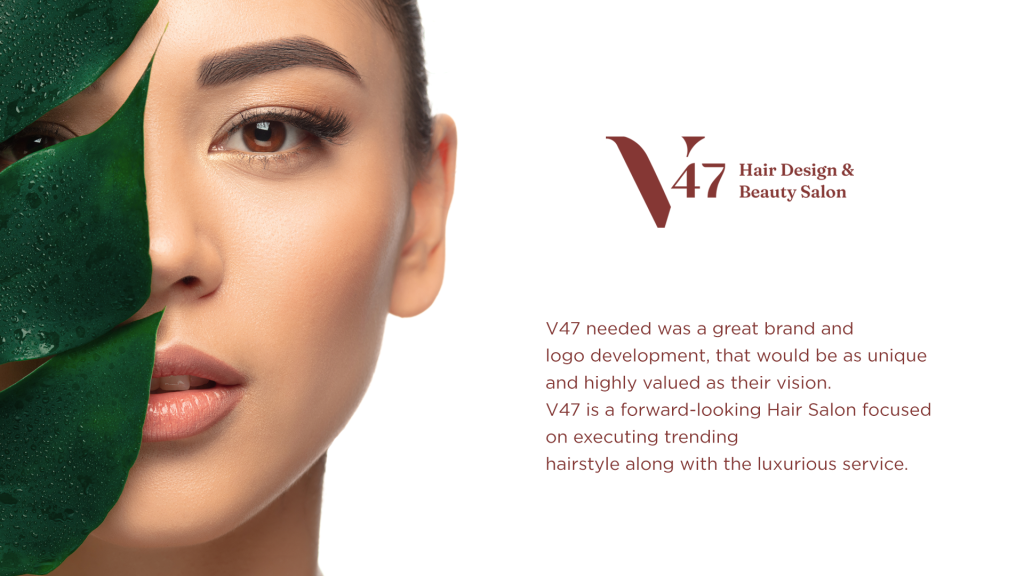 V47
Hair Design &
Beauty Salon
V47 needed was a great brand and
logo development, that would be as unique
and highly valued as their vision.
V47 is a forward-looking Hair Salon focused
on executing trending
hairstyle along with the luxurious service.